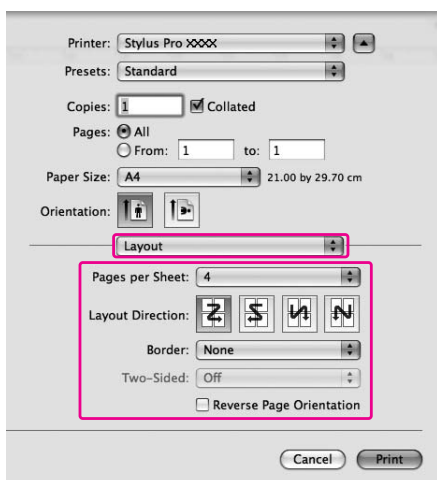 Printer: Stylus Pro XXXX
Presets: Standard
Copies: 1 Collated
Pages: All
From: 1 to: 1
Paper Size: A4 21.00 by 29.70 cm
Orientation:
Layout
Pages per Sheet: 4
Layout Direction:
Border: None
Two-Sided: Off
Reverse Page Orientation
Cancel Print